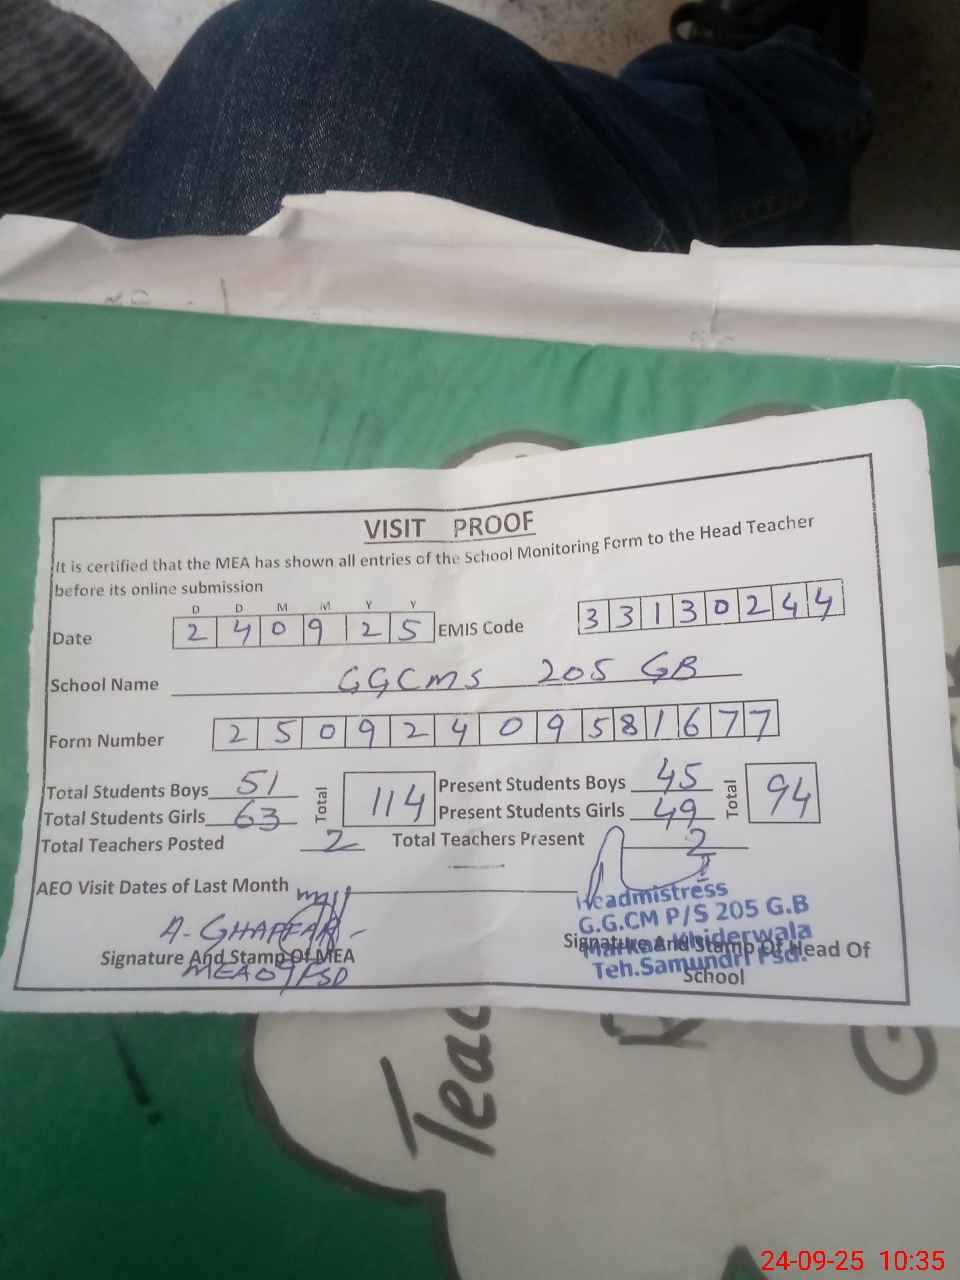 VISIT PROOF
It is certified that the MEA has shown all entries of the School Monitoring Form to the Head Teacher
before its online submission
D D M M Y Y
Date 2 4 0 9 2 5 EMIS Code 3 3 1 3 0 2 4 4
School Name GGCMS 205 GB
Form Number 2 5 0 9 2 4 0 9 5 8 1 6 7 7
Total Students Boys 51 Total 114 Present Students Boys 45 Total 94
Total Students Girls 63 Present Students Girls 49
Total Teachers Posted 2 Total Teachers Present 2
AEO Visit Dates of Last Month
A-GHAFFAR
Signature And Stamp Of MEA
MEA 09 FSD
Headmistress
G.G.CM P/S 205 G.B
Markaz Khiderwala
Teh.Samundri Fsd.
Signature And Stamp Of Head Of
School
Teac
24-09-25 10:35